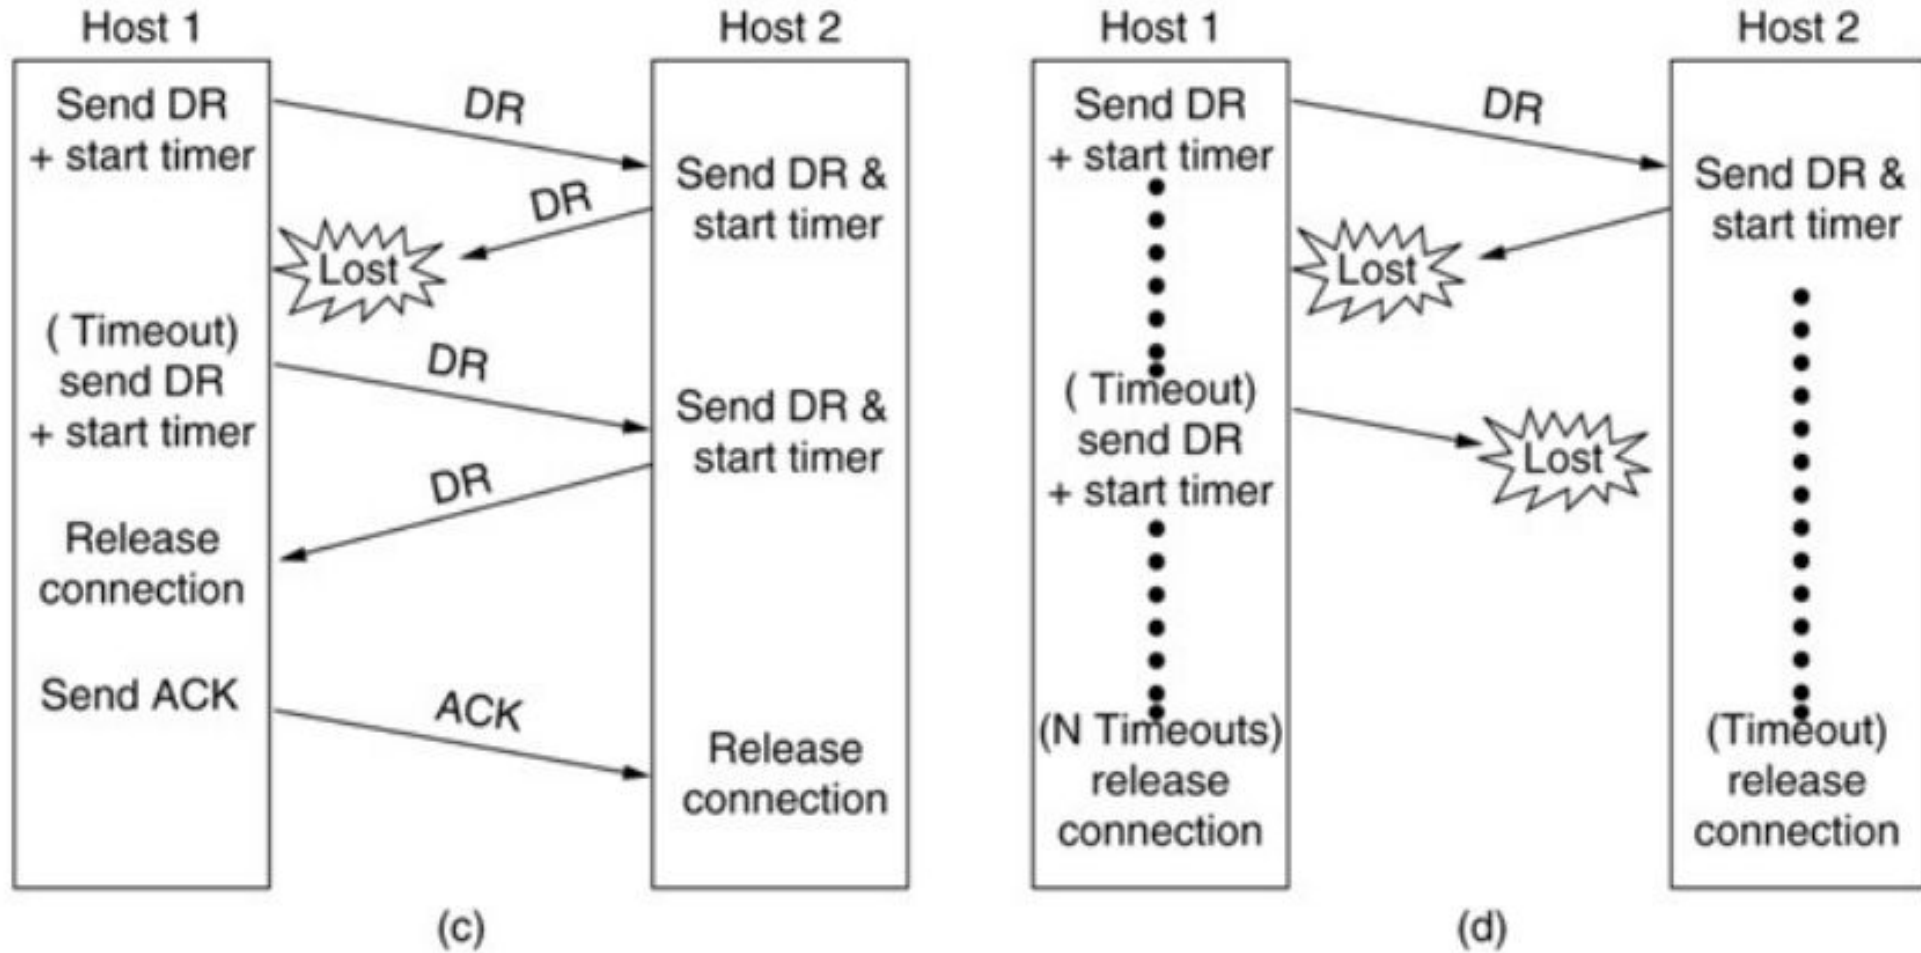 Host 1
Host 2
Send DR
+ start timer
DR
Send DR &
start timer
DR
Lost
( Timeout)
send DR
+ start timer
DR
Send DR &
start timer
DR
Release
connection
Send ACK
ACK
Release
connection
(c)
Host 1
Host 2
Send DR
+ start timer
DR
Send DR &
start timer
Lost
( Timeout)
send DR
+ start timer
Lost
(N Timeouts)
release
connection
(Timeout)
release
connection
(d)